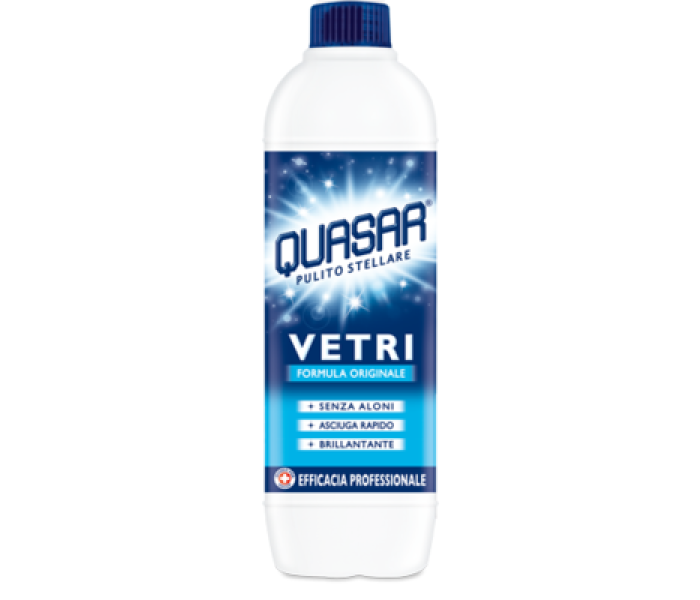 QUASAR®
PULITO STELLARE
VETRI
FORMULA ORIGINALE
+ SENZA ALONI
+ ASCIUGA RAPIDO
+ BRILLANTANTE
EFFICACIA PROFESSIONALE